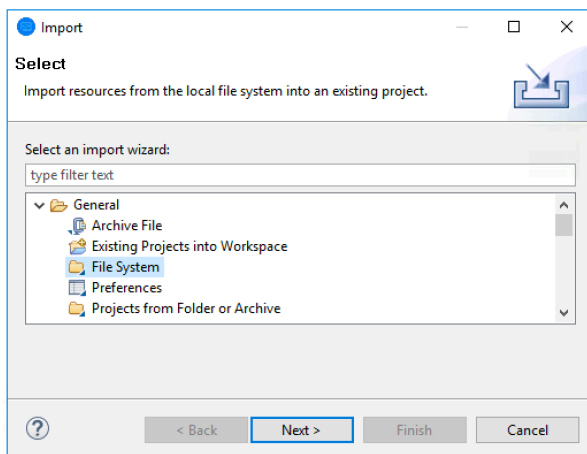 Import
Select
Import resources from the local file system into an existing project.
Select an import wizard:
type filter text
General
Archive File
Existing Projects into Workspace
File System
Preferences
Projects from Folder or Archive
? < Back Next > Finish Cancel